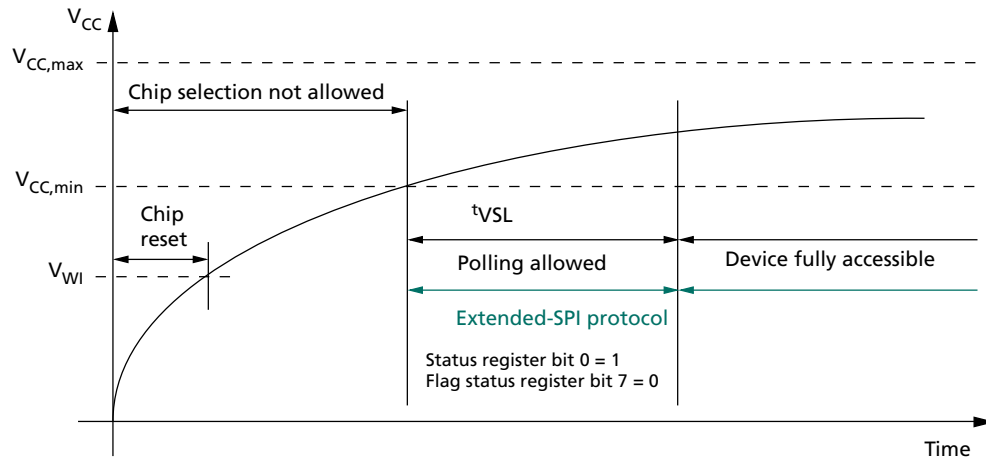 VCC
VCC,max
Chip selection not allowed
VCC,min
Chip
reset
tVSL
VWI
Polling allowed
Device fully accessible
Extended-SPI protocol
Status register bit 0 = 1
Flag status register bit 7 = 0
Time